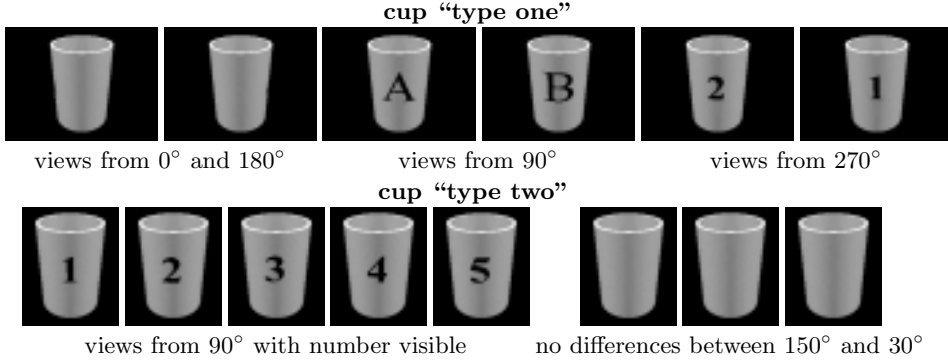 cup “type one”
A B 2 1
views from 0° and 180° views from 90° views from 270°
cup “type two”
1 2 3 4 5
views from 90° with number visible no differences between 150° and 30°